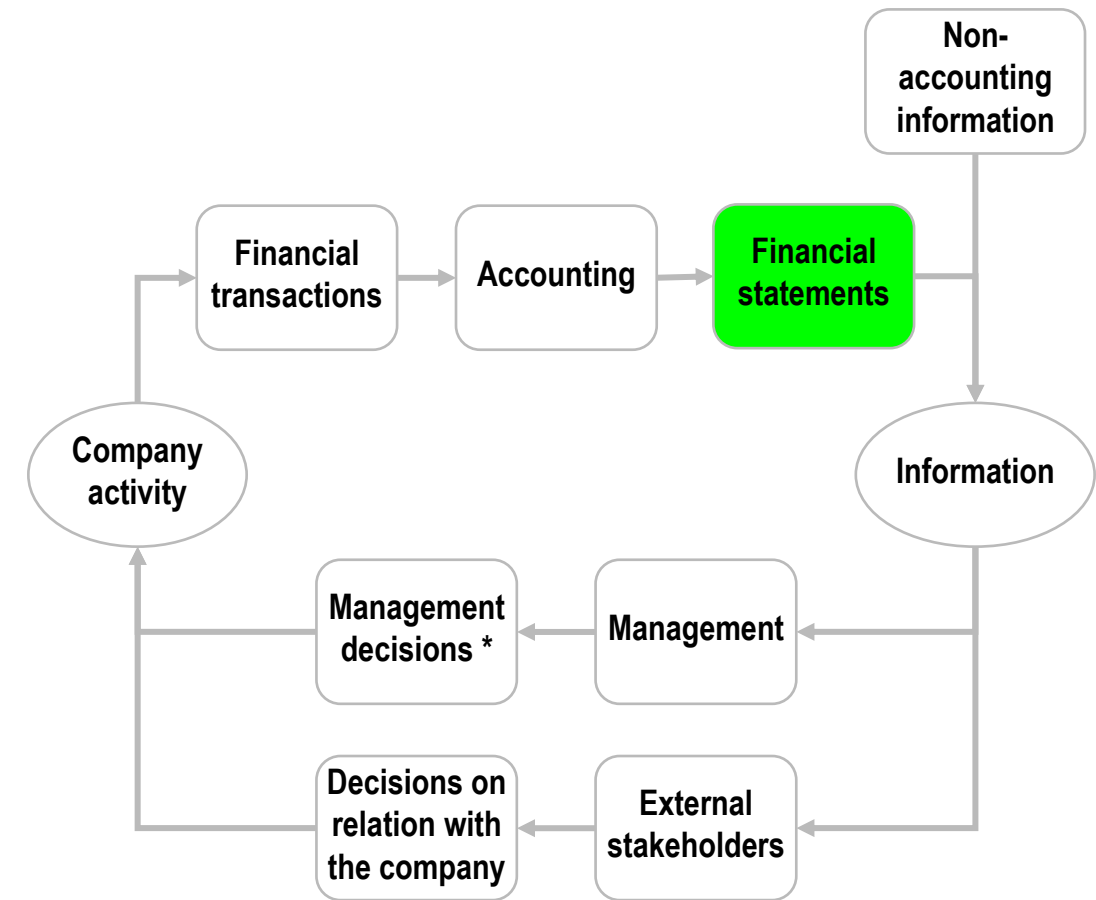 Non-
accounting
information
Financial
transactions
Accounting
Financial
statements
Company
activity
Information
Management
decisions *
Management
Decisions on
relation with
the company
External
stakeholders